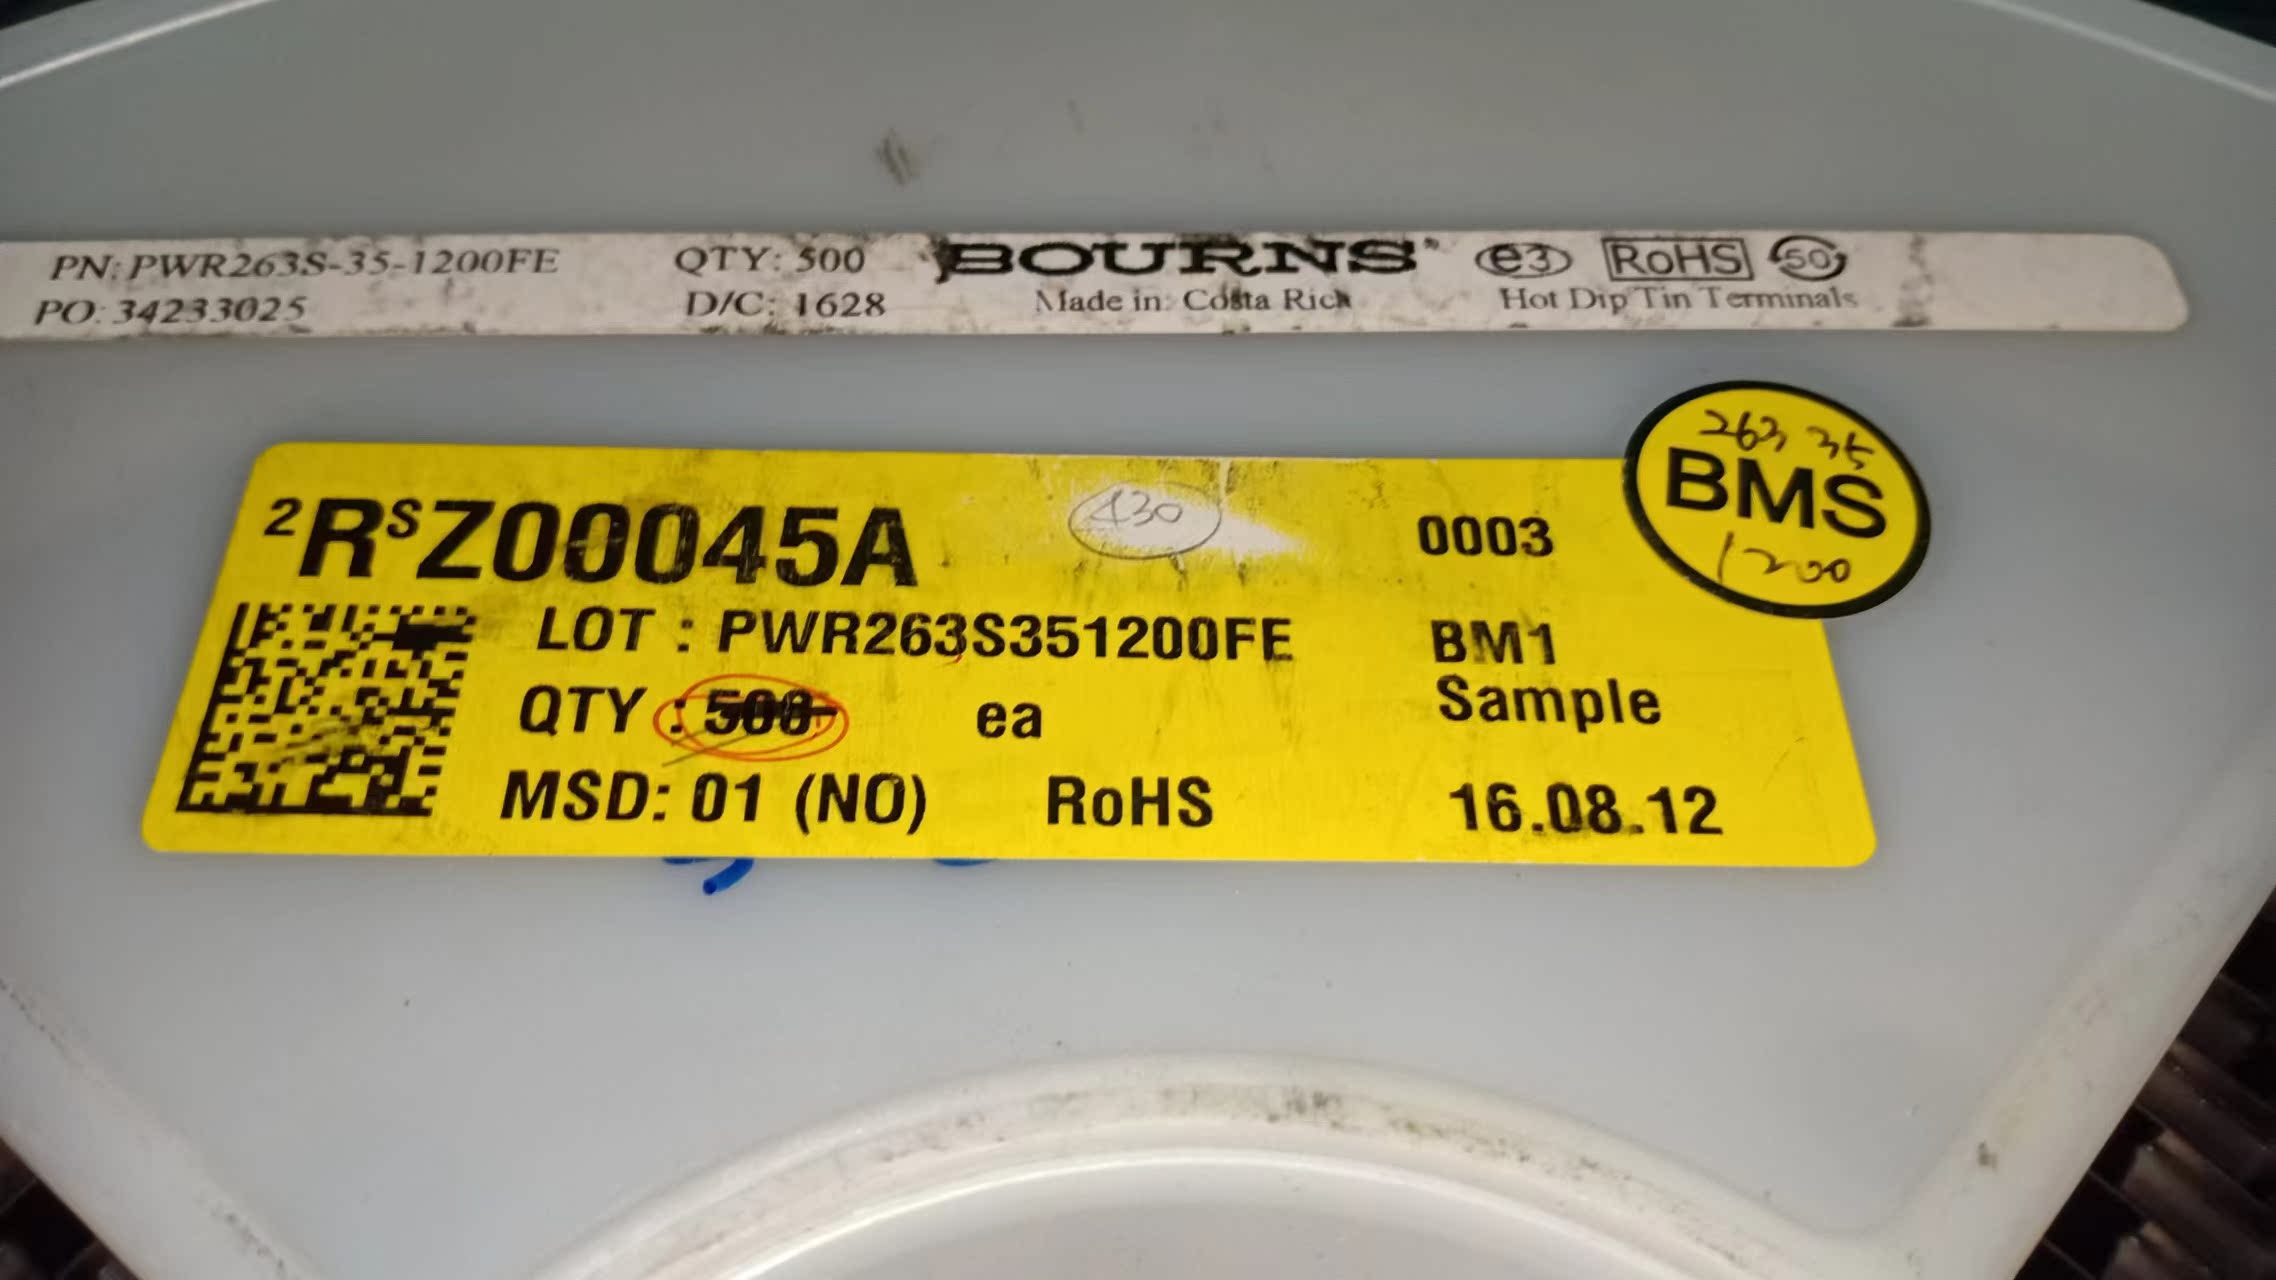 PN: PWR263S-35-1200FE QTY: 500 BOURNS® e3 RoHS 50
PO: 34233025 D/C: 1628 Made in: Costa Rica Hot Dip Tin Terminals
263 35
BMS
1200
2RSZ00045A 430 0003
LOT : PWR263S351200FE BM1
QTY : 500 ea Sample
MSD: 01 (NO) RoHS 16.08.12